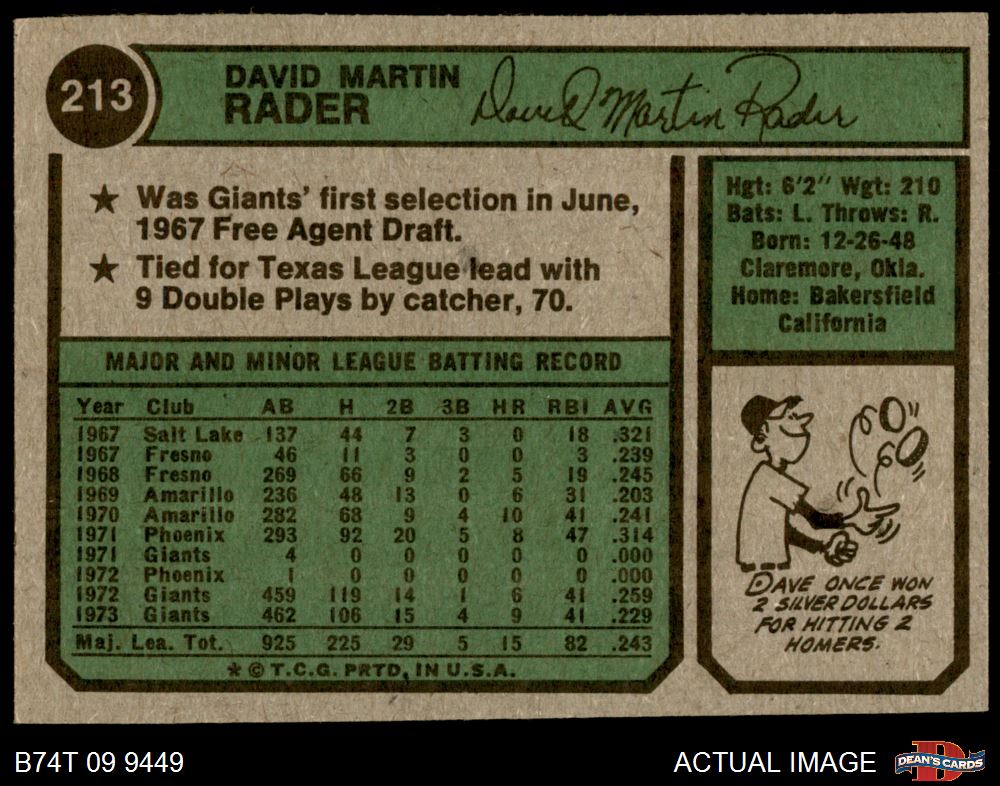 213
DAVID MARTIN
RADER
David Martin Rader
★ Was Giants' first selection in June,
1967 Free Agent Draft.
★ Tied for Texas League lead with
9 Double Plays by catcher, 70.
Hgt: 6'2" Wgt: 210
Bats: L. Throws: R.
Born: 12-26-48
Claremore, Okla.
Home: Bakersfield
California
MAJOR AND MINOR LEAGUE BATTING RECORD
Year Club AB H 2B 3B HR RBI AVG
1967 Salt Lake 137 44 7 3 0 18 .321
1967 Fresno 46 11 3 0 0 3 .239
1968 Fresno 269 66 9 2 5 19 .245
1969 Amarillo 236 48 13 0 6 31 .203
1970 Amarillo 282 68 9 4 10 41 .241
1971 Phoenix 293 92 20 5 8 47 .314
1971 Giants 4 0 0 0 0 0 .000
1972 Phoenix 1 0 0 0 0 0 .000
1972 Giants 459 119 14 1 6 41 .259
1973 Giants 462 106 15 4 9 41 .229
Maj. Lea. Tot. 925 225 29 5 15 82 .243
★ © T.C.G. PRTD. IN U.S.A.
DAVE ONCE WON
2 SILVER DOLLARS
FOR HITTING 2
HOMERS.
B74T 09 9449
ACTUAL IMAGE
DEAN'S CARDS